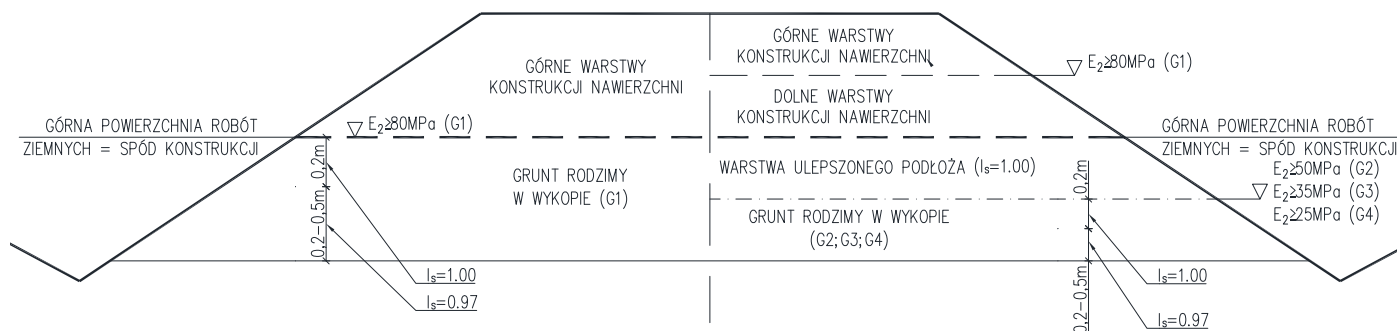 GÓRNE WARSTWY
KONSTRUKCJI NAWIERZCHNI
GÓRNE WARSTWY
KONSTRUKCJI NAWIERZCHNI
E₂≥80MPa (G1)
DOLNE WARSTWY
KONSTRUKCJI NAWIERZCHNI
GÓRNA POWIERZCHNIA ROBÓT
ZIEMNYCH = SPÓD KONSTRUKCJI
E₂≥80MPa (G1)
GÓRNA POWIERZCHNIA ROBÓT
ZIEMNYCH = SPÓD KONSTRUKCJI
0,2m
0,2-0,5m
GRUNT RODZIMY
W WYKOPIE (G1)
WARSTWA ULEPSZONEGO PODŁOŻA (Iₛ=1.00)
0,2m
E₂≥50MPa (G2)
E₂≥35MPa (G3)
E₂≥25MPa (G4)
GRUNT RODZIMY W WYKOPIE
(G2;G3;G4)
Iₛ=1.00
Iₛ=0.97
0,2-0,5m
Iₛ=1.00
Iₛ=0.97